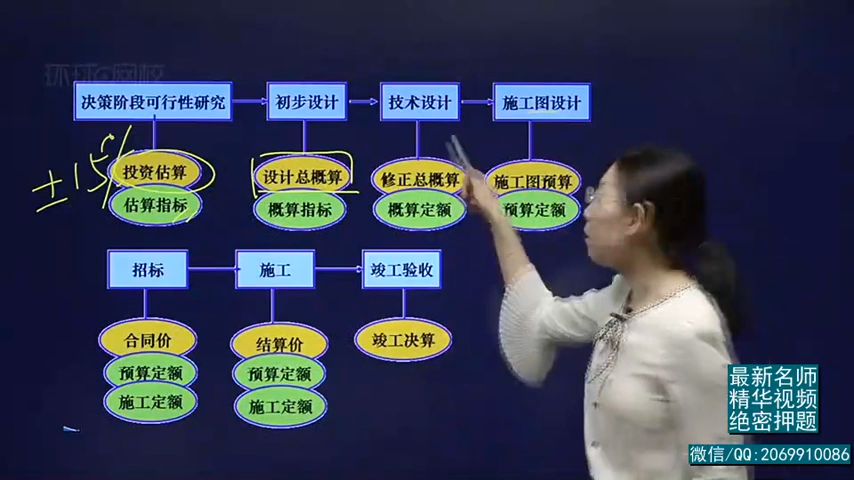 环球网校
决策阶段可行性研究
初步设计
技术设计
施工图设计
±15%
投资估算
设计总概算
修正总概算
施工图预算
估算指标
概算指标
概算定额
预算定额
招标
施工
竣工验收
合同价
结算价
竣工决算
预算定额
预算定额
施工定额
施工定额
最新名师
精华视频
绝密押题
微信/QQ:2069910086